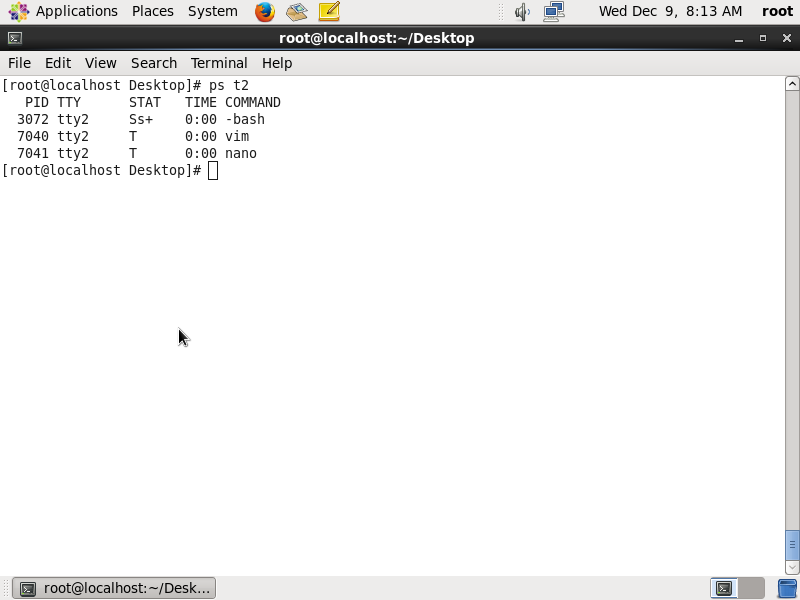 Applications Places System Wed Dec 9, 8:13 AM root
root@localhost:~/Desktop
File Edit View Search Terminal Help
[root@localhost Desktop]# ps t2
  PID TTY      STAT   TIME COMMAND
 3072 tty2     Ss+    0:00 -bash
 7040 tty2     T      0:00 vim
 7041 tty2     T      0:00 nano
[root@localhost Desktop]#
root@localhost:~/Desk...